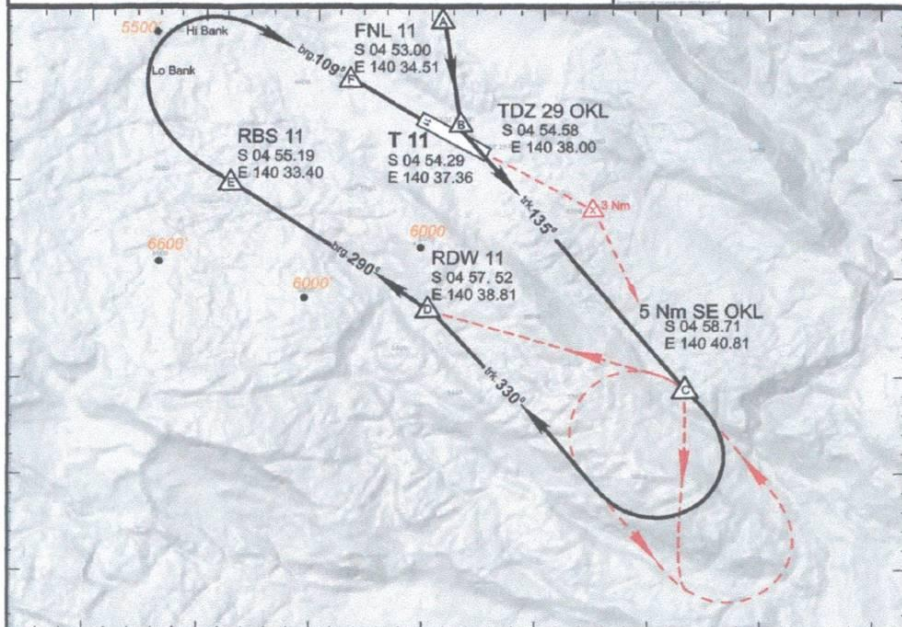 5500'
Hi Bank
Lo Bank
brg.109°
FNL 11
S 04 53.00
E 140 34.51
A
F
B
TDZ 29 OKL
S 04 54.58
E 140 38.00
T 11
S 04 54.29
E 140 37.36
RBS 11
S 04 55.19
E 140 33.40
E
X
3 Nm
trk.135°
6600'
6000'
6000'
brg.290°
RDW 11
S 04 57. 52
E 140 38.81
D
5 Nm SE OKL
S 04 58.71
E 140 40.81
C
trk.330°